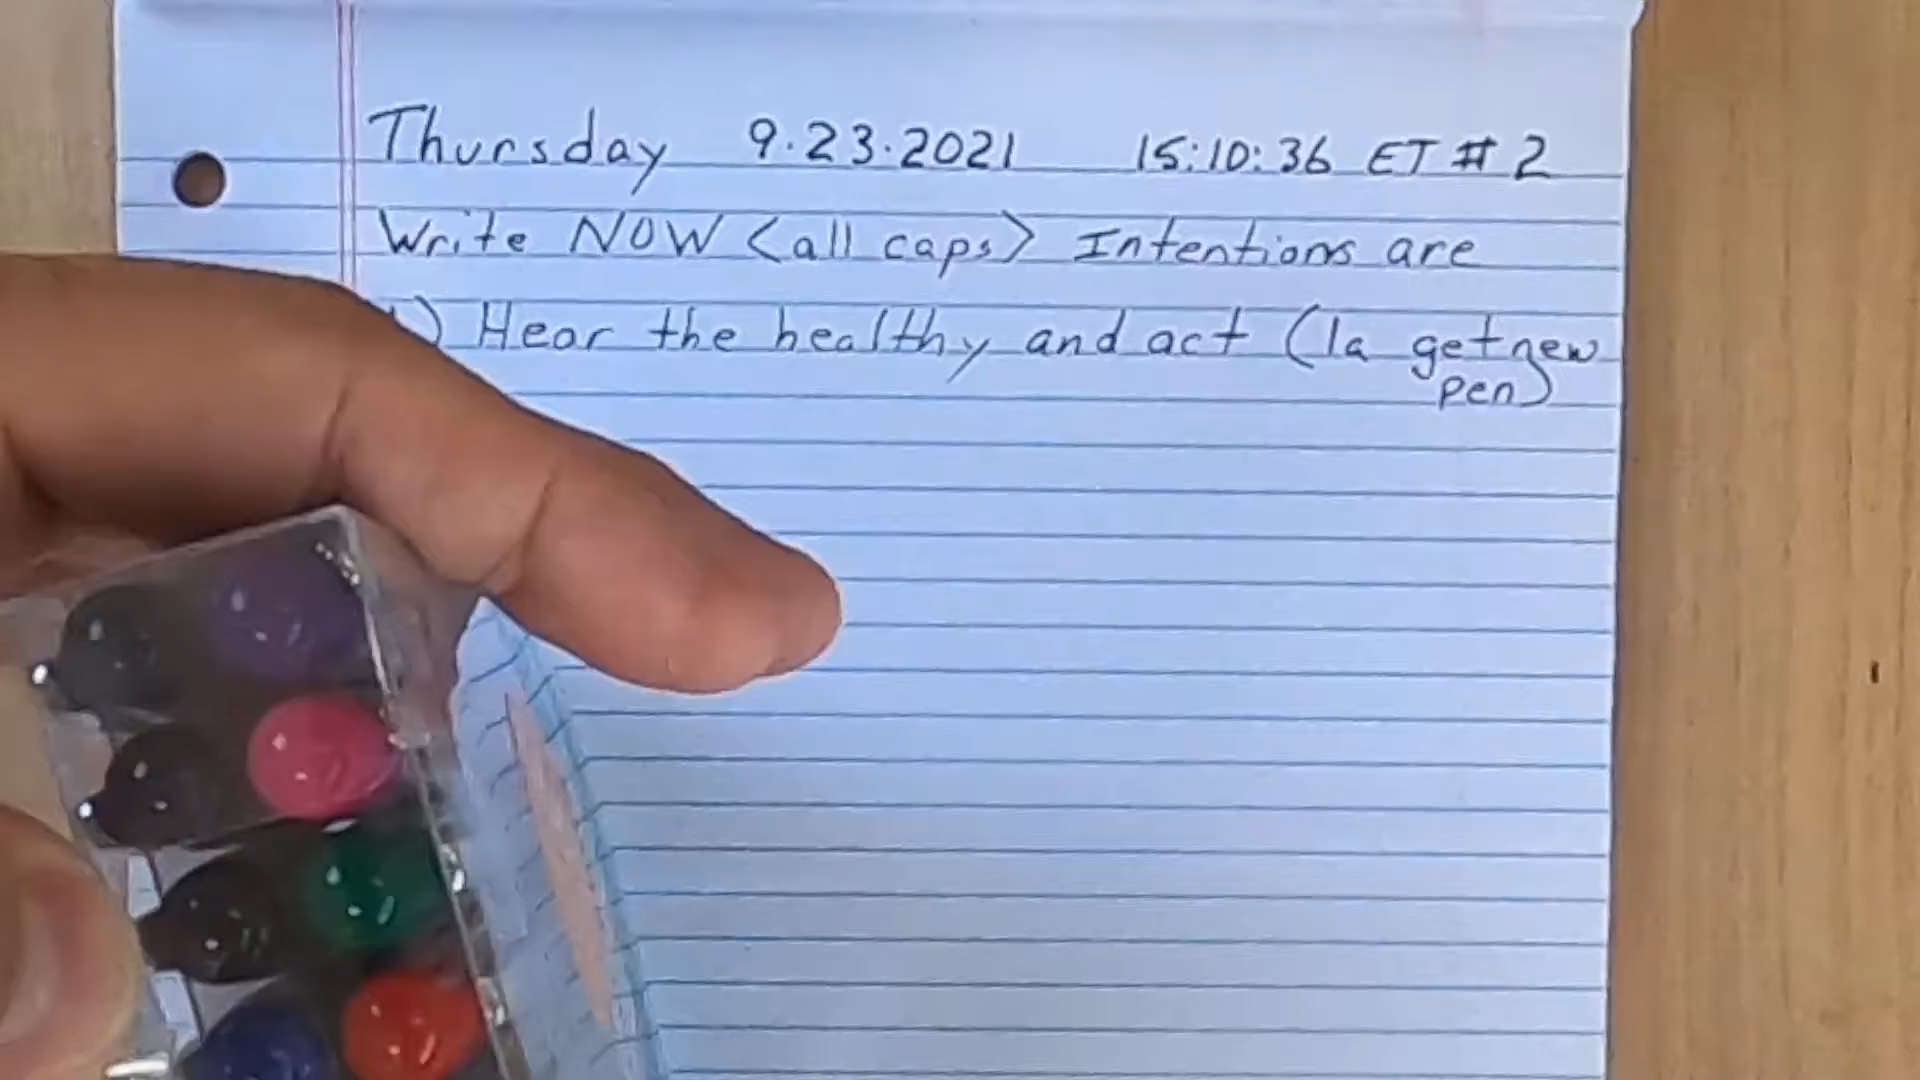 Thursday 9.23.2021 15:10:36 ET # 2
Write NOW <all caps> Intentions are
) Hear the healthy and act (1a get new
pen)